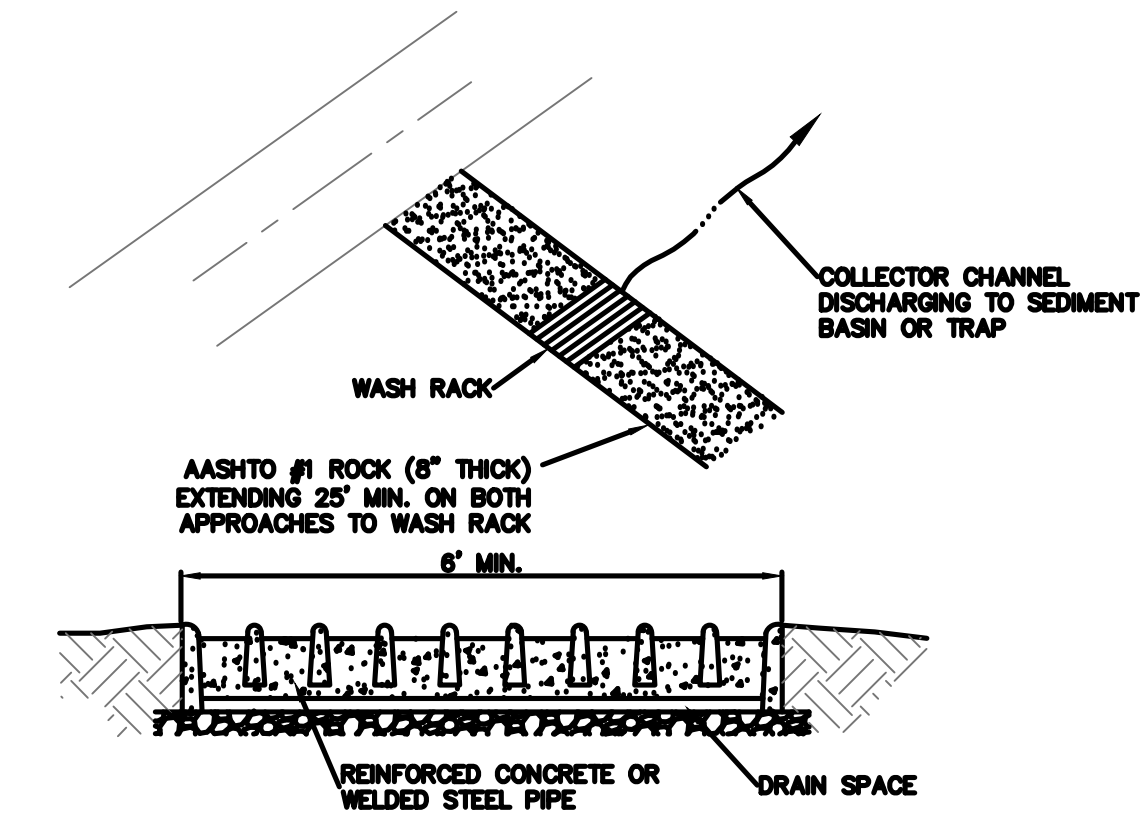 COLLECTOR CHANNEL
DISCHARGING TO SEDIMENT
BASIN OR TRAP
WASH RACK
AASHTO #1 ROCK (8" THICK)
EXTENDING 25' MIN. ON BOTH
APPROACHES TO WASH RACK
6' MIN.
REINFORCED CONCRETE OR
WELDED STEEL PIPE
DRAIN SPACE